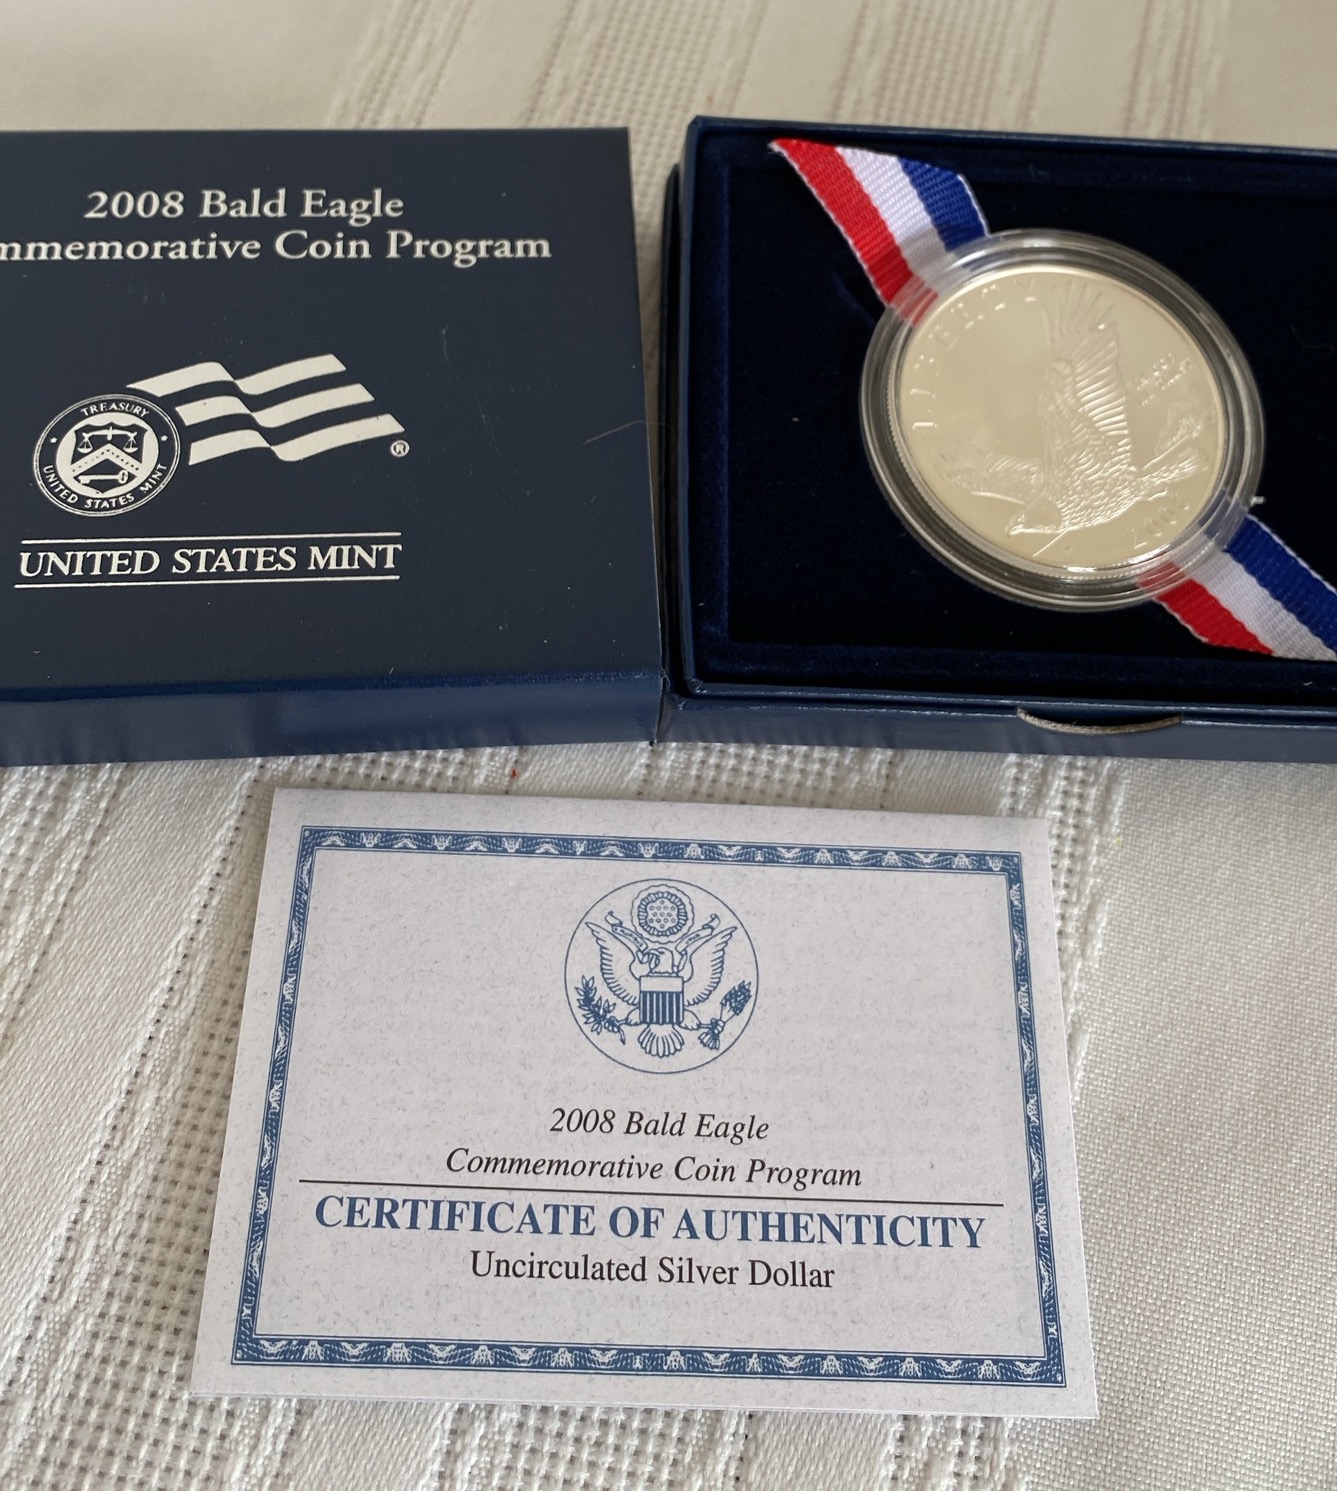 2008 Bald Eagle
mmemorative Coin Program
TREASURY
UNITED STATES MINT
®
UNITED STATES MINT
LIBERTY
2008 Bald Eagle
Commemorative Coin Program
CERTIFICATE OF AUTHENTICITY
Uncirculated Silver Dollar